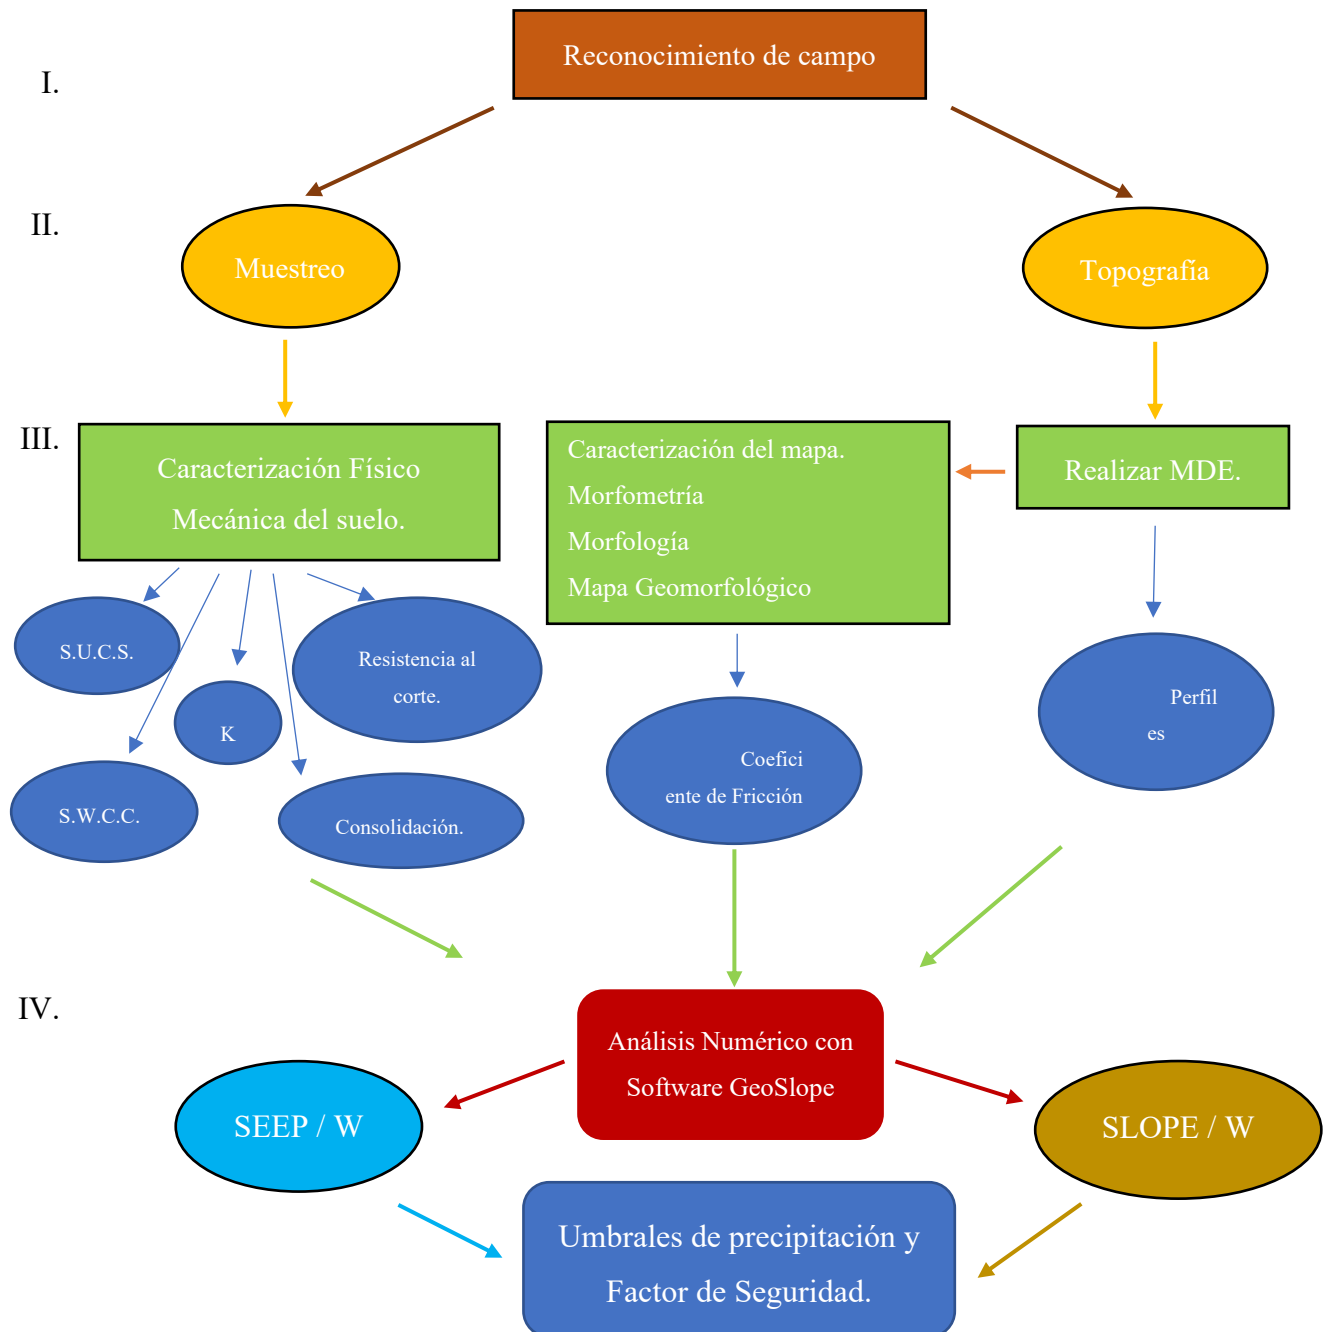 I.
Reconocimiento de campo
II.
Muestreo
Topografía
III.
Caracterización Físico
Mecánica del suelo.
Caracterización del mapa.
Morfometría
Morfología
Mapa Geomorfológico
Realizar MDE.
S.U.C.S.
K
Resistencia al
corte.
S.W.C.C.
Consolidación.
Coefici
ente de Fricción
Perfil
es
IV.
Análisis Numérico con
Software GeoSlope
SEEP / W
SLOPE / W
Umbrales de precipitación y
Factor de Seguridad.